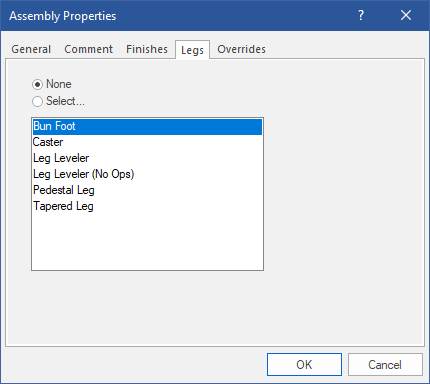 Assembly Properties ?
General Comment Finishes Legs Overrides
None
Select...
Bun Foot
Caster
Leg Leveler
Leg Leveler (No Ops)
Pedestal Leg
Tapered Leg
OK Cancel